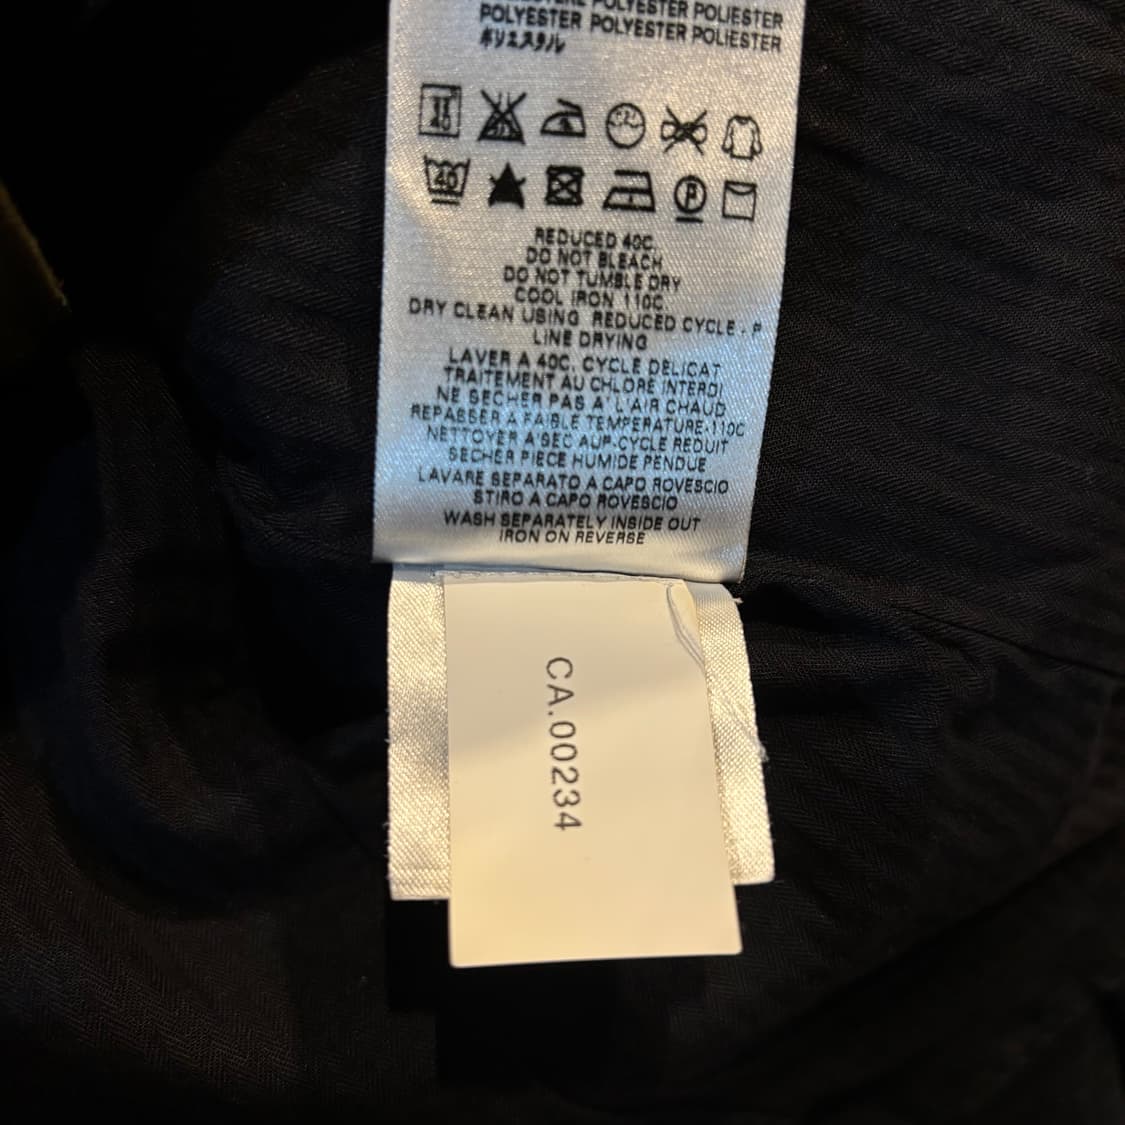 POLYESTER POLIESTER
POLYESTER POLYESTER POLIESTER
ポリエステル
40
P
REDUCED 40C.
DO NOT BLEACH
DO NOT TUMBLE DRY
COOL IRON 110C
DRY CLEAN USING REDUCED CYCLE - P
LINE DRYING
LAVER A 40C. CYCLE DELICAT
TRAITEMENT AU CHLORE INTERDI
NE SECHER PAS A' L'AIR CHAUD
REPASSER A FAIBLE TEMPERATURE-110C
NETTOYER A'SEC AUP-CYCLE REDUIT
SECHER PIECE HUMIDE PENDUE
LAVARE SEPARATO A CAPO ROVESCIO
STIRO A CAPO ROVESCIO
WASH SEPARATELY INSIDE OUT
IRON ON REVERSE
CA.00234